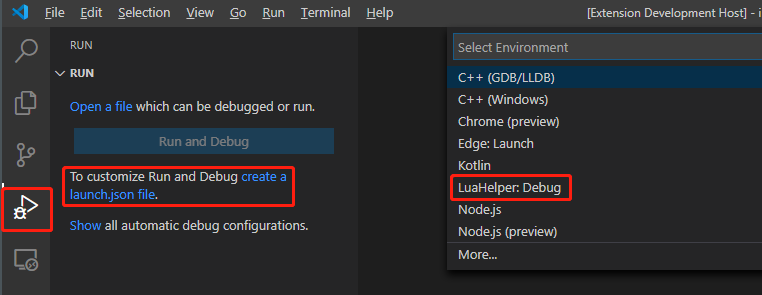 File Edit View Go Run Terminal Help [Extension Development Host] - i
RUN
RUN
Open a file which can be debugged or run.
Run and Debug
To customize Run and Debug create a
launch.json file.
Show all automatic debug configurations.
Select Environment
C++ (GDB/LLDB)
C++ (Windows)
Chrome (preview)
Edge: Launch
Kotlin
LuaHelper: Debug
Node.js
Node.js (preview)
More...